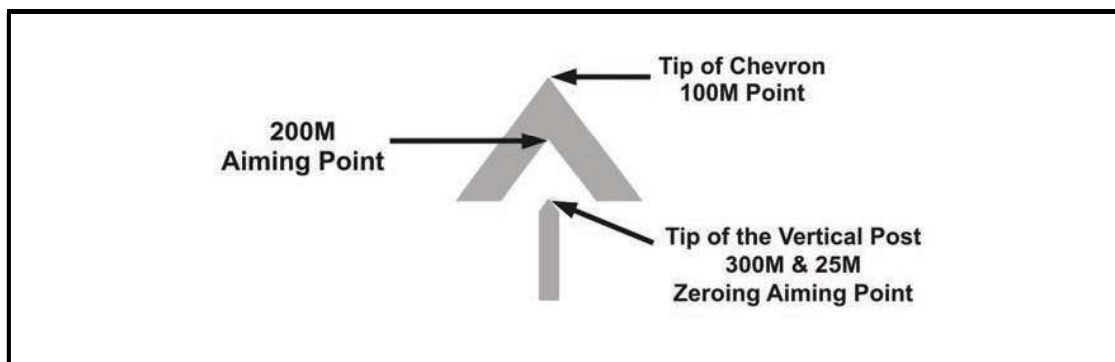 Tip of Chevron
100M Point
200M
Aiming Point
Tip of the Vertical Post
300M & 25M
Zeroing Aiming Point